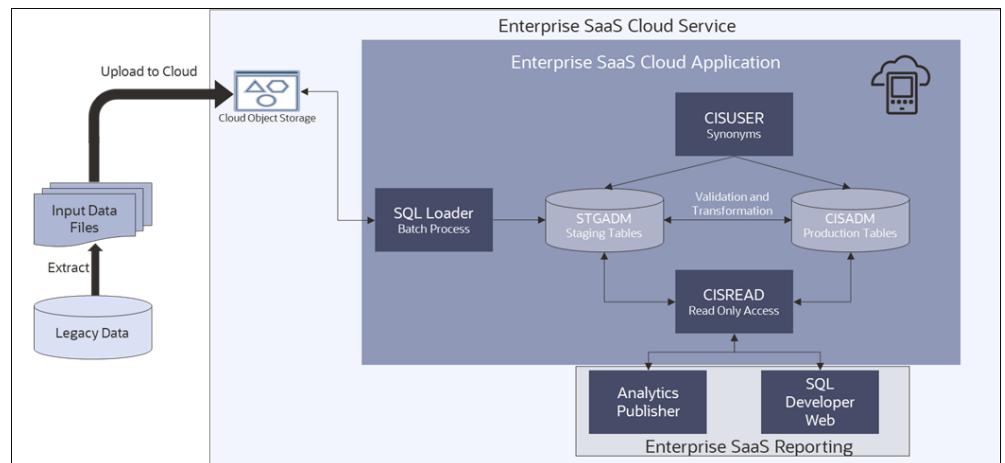 Enterprise SaaS Cloud Service
Enterprise SaaS Cloud Application
Upload to Cloud
Cloud Object Storage
CISUSER
Synonyms
Input Data
Files
SQL Loader
Batch Process
STGADM
Staging Tables
Validation and
Transformation
CISADM
Production Tables
Extract
Legacy Data
CISREAD
Read Only Access
Analytics
Publisher
SQL
Developer
Web
Enterprise SaaS Reporting